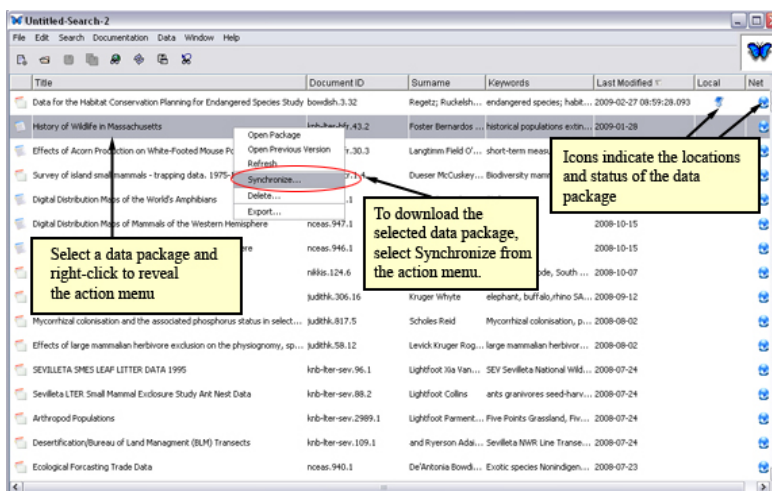 Untitled-Search-2
File Edit Search Documentation Data Window Help
Title Document ID Surname Keywords Last Modified Local Net
Data for the Habitat Conservation Planning for Endangered Species Study bowdish.3.32 Regetz; Ruckelsh... endangered species; habit... 2009-02-27 08:59:28.093
History of Wildlife in Massachusetts knb-lter-hfr.43.2 Foster Bernardos ... historical populations extin... 2009-01-28
Open Package
Effects of Acorn Production on White-Footed Mouse Po r.30.3 Langtimm Field O'... short-term measu
Open Previous Version
Refresh
Survey of island small mammals - trapping data. 1975- r.1.4 Dueser McCuskey... Biodiversity mamm
Synchronize...
Digital Distribution Maps of the World's Amphibians .1
Delete...
Export...
Digital Distribution Maps of Mammals of the Western Hemisphere nceas.947.1 2008-10-15
ere nceas.946.1 2008-10-15
nikkis.124.6 ode, South ... 2008-10-07
judithk.306.16 Kruger Whyte elephant, buffalo,rhino SA... 2008-09-12
Mycorrhizal colonisation and the associated phosphorus status in select... judithk.817.5 Scholes Reid Mycorrhizal colonisation, p... 2008-08-02
Effects of large mammalian herbivore exclusion on the physiognomy, sp... judithk.58.12 Levick Kruger Rog... large mammalian herbivor... 2008-08-02
SEVILLETA SMES LEAF LITTER DATA 1995 knb-lter-sev.96.1 Lightfoot Xia Van... SEV Sevilleta National Wild... 2008-07-24
Sevilleta LTER Small Mammal Exclosure Study Ant Nest Data knb-lter-sev.88.2 Lightfoot Collins ants granivores seed-harv... 2008-07-24
Arthropod Populations knb-lter-sev.2989.1 Lightfoot Parment... Five Points Grassland, Fiv... 2008-07-24
Desertification/Bureau of Land Managment (BLM) Transects knb-lter-sev.109.1 and Ryerson Adai... Sevilleta NWR Line Transe... 2008-07-24
Ecological Forcasting Trade Data nceas.940.1 De'Antonia Bowdi... Exotic species Nonindigen... 2008-07-23
Icons indicate the locations
and status of the data
package
To download the
selected data package,
select Synchronize from
the action menu.
Select a data package and
right-click to reveal
the action menu